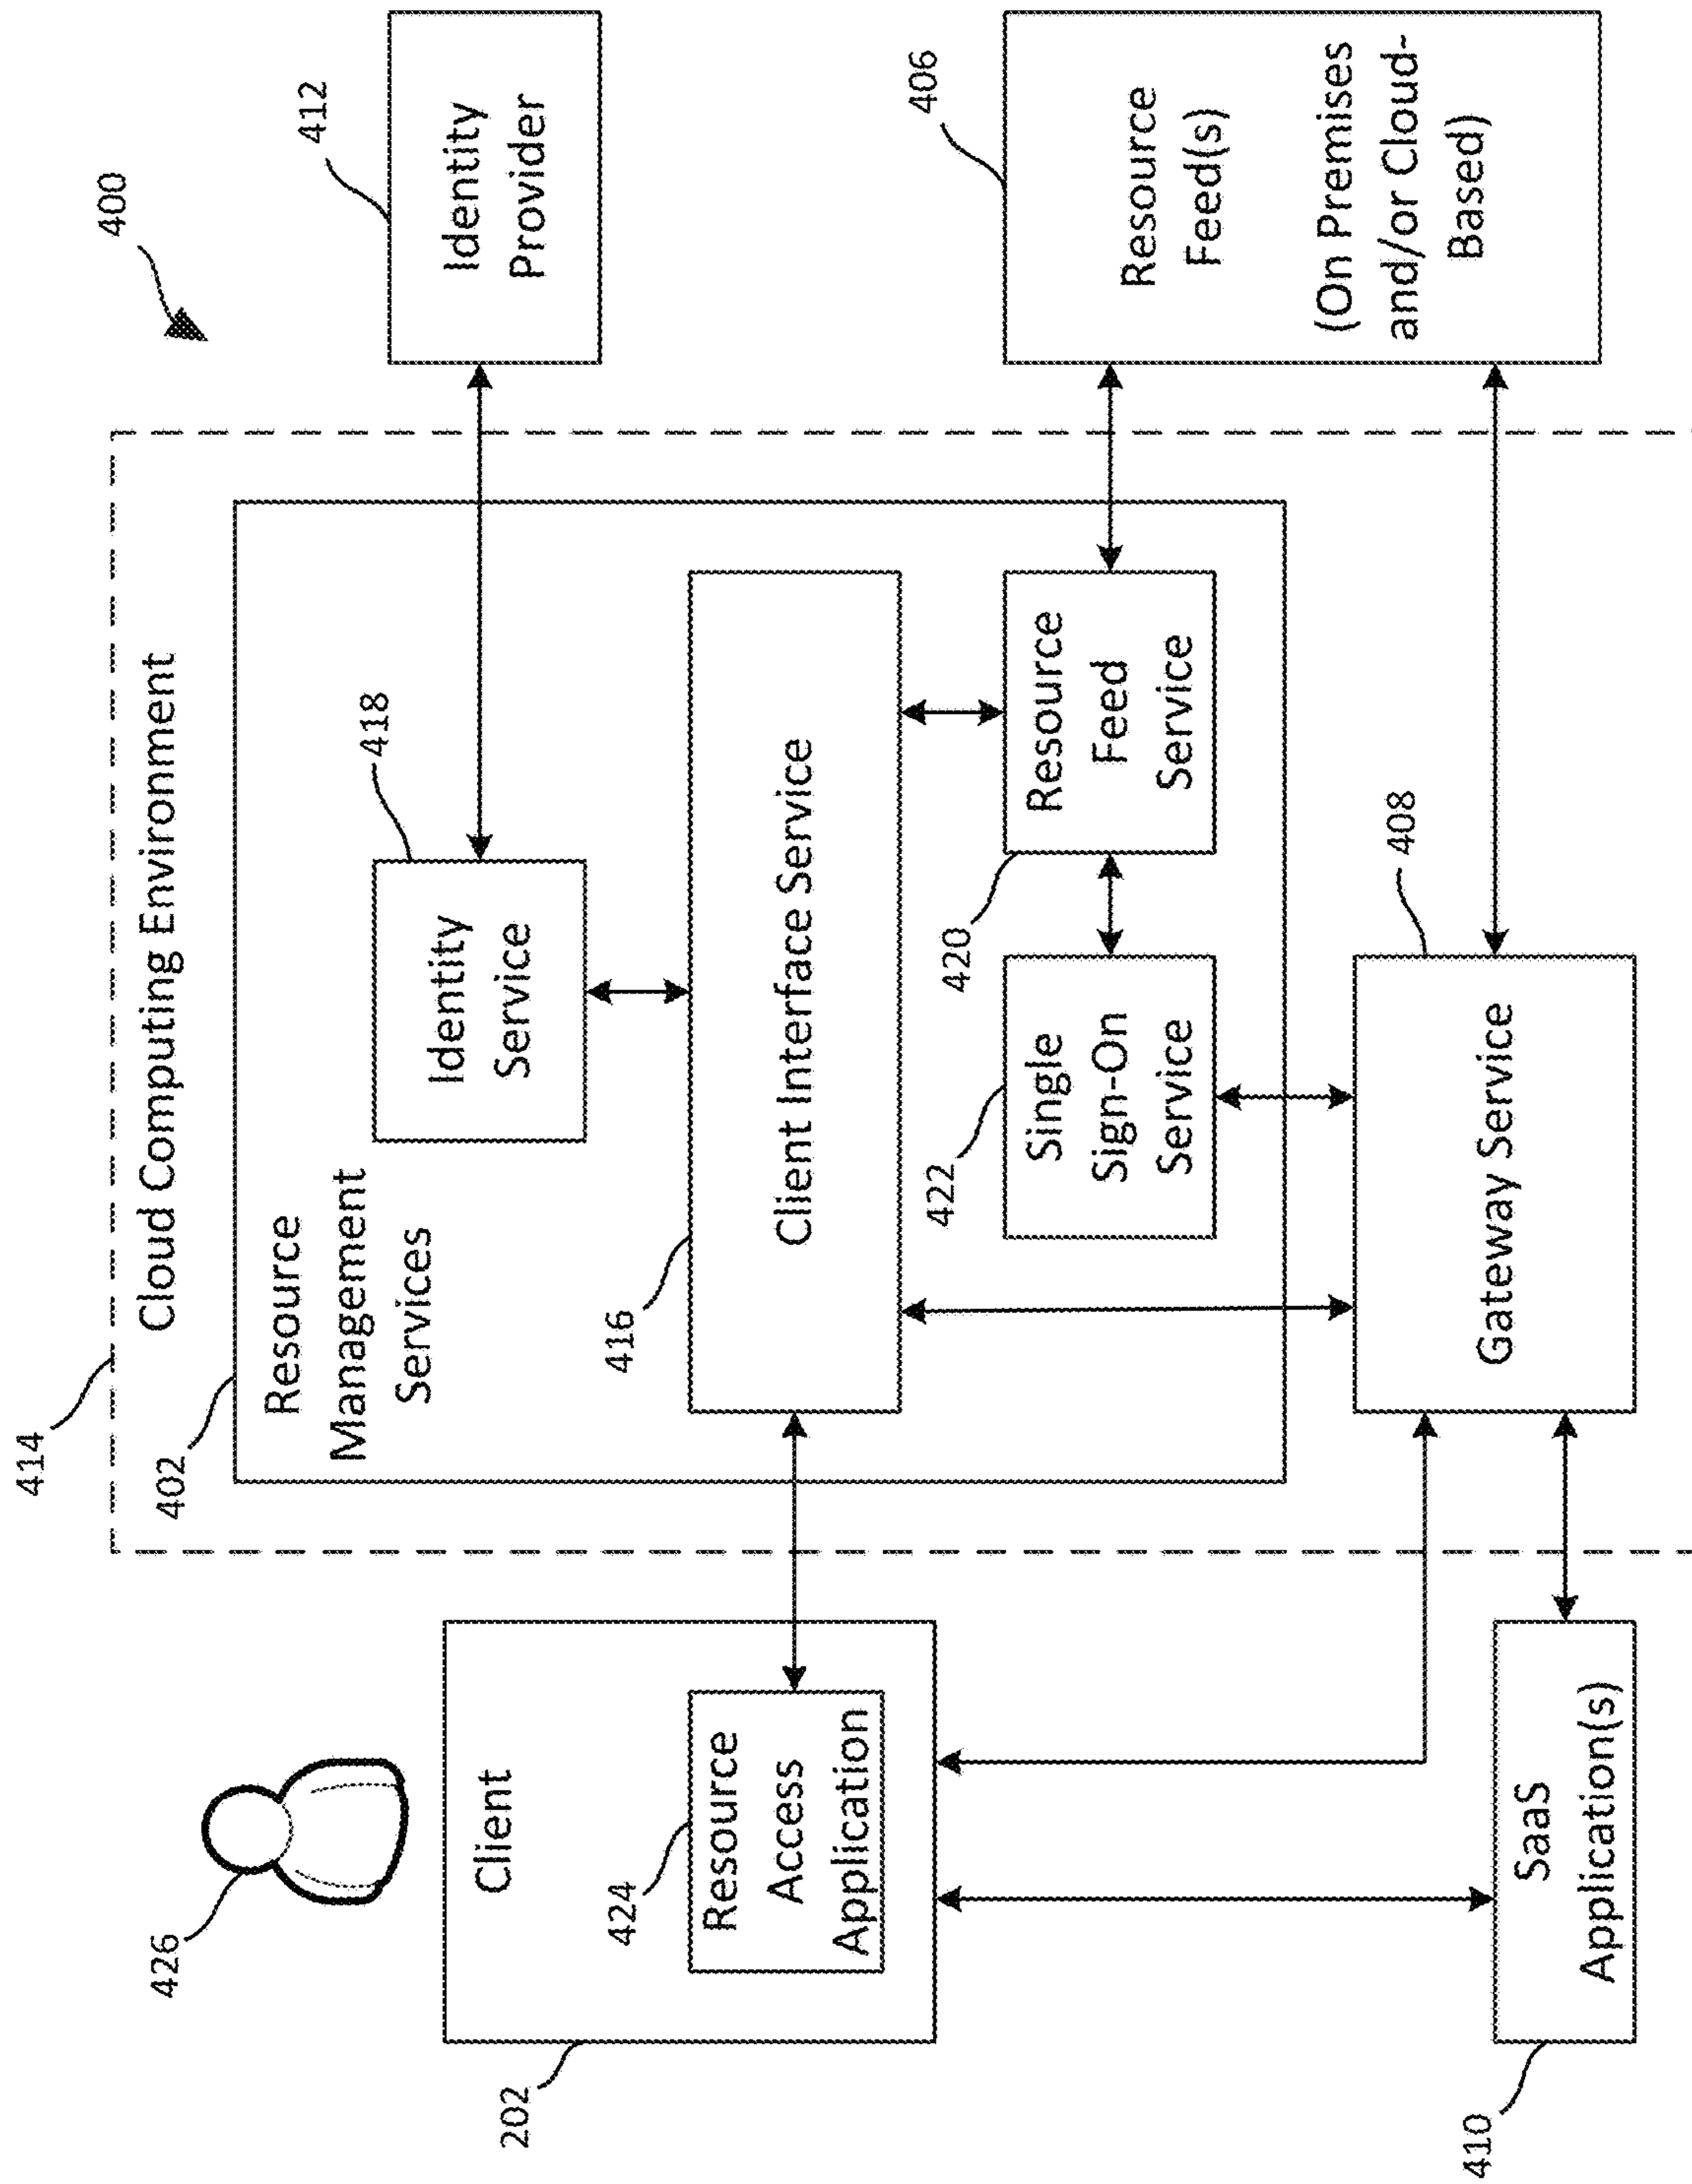 400
414
Cloud Computing Environment
402
Resource
Management
Services
426
202
Client
424
Resource
Access
Application
418
Identity
Service
412
Identity
Provider
416
Client Interface Service
422
Single
Sign-On
Service
420
Resource
Feed
Service
406
Resource
Feed(s)
(On Premises
and/or Cloud-
Based)
408
Gateway Service
410
SaaS
Application(s)